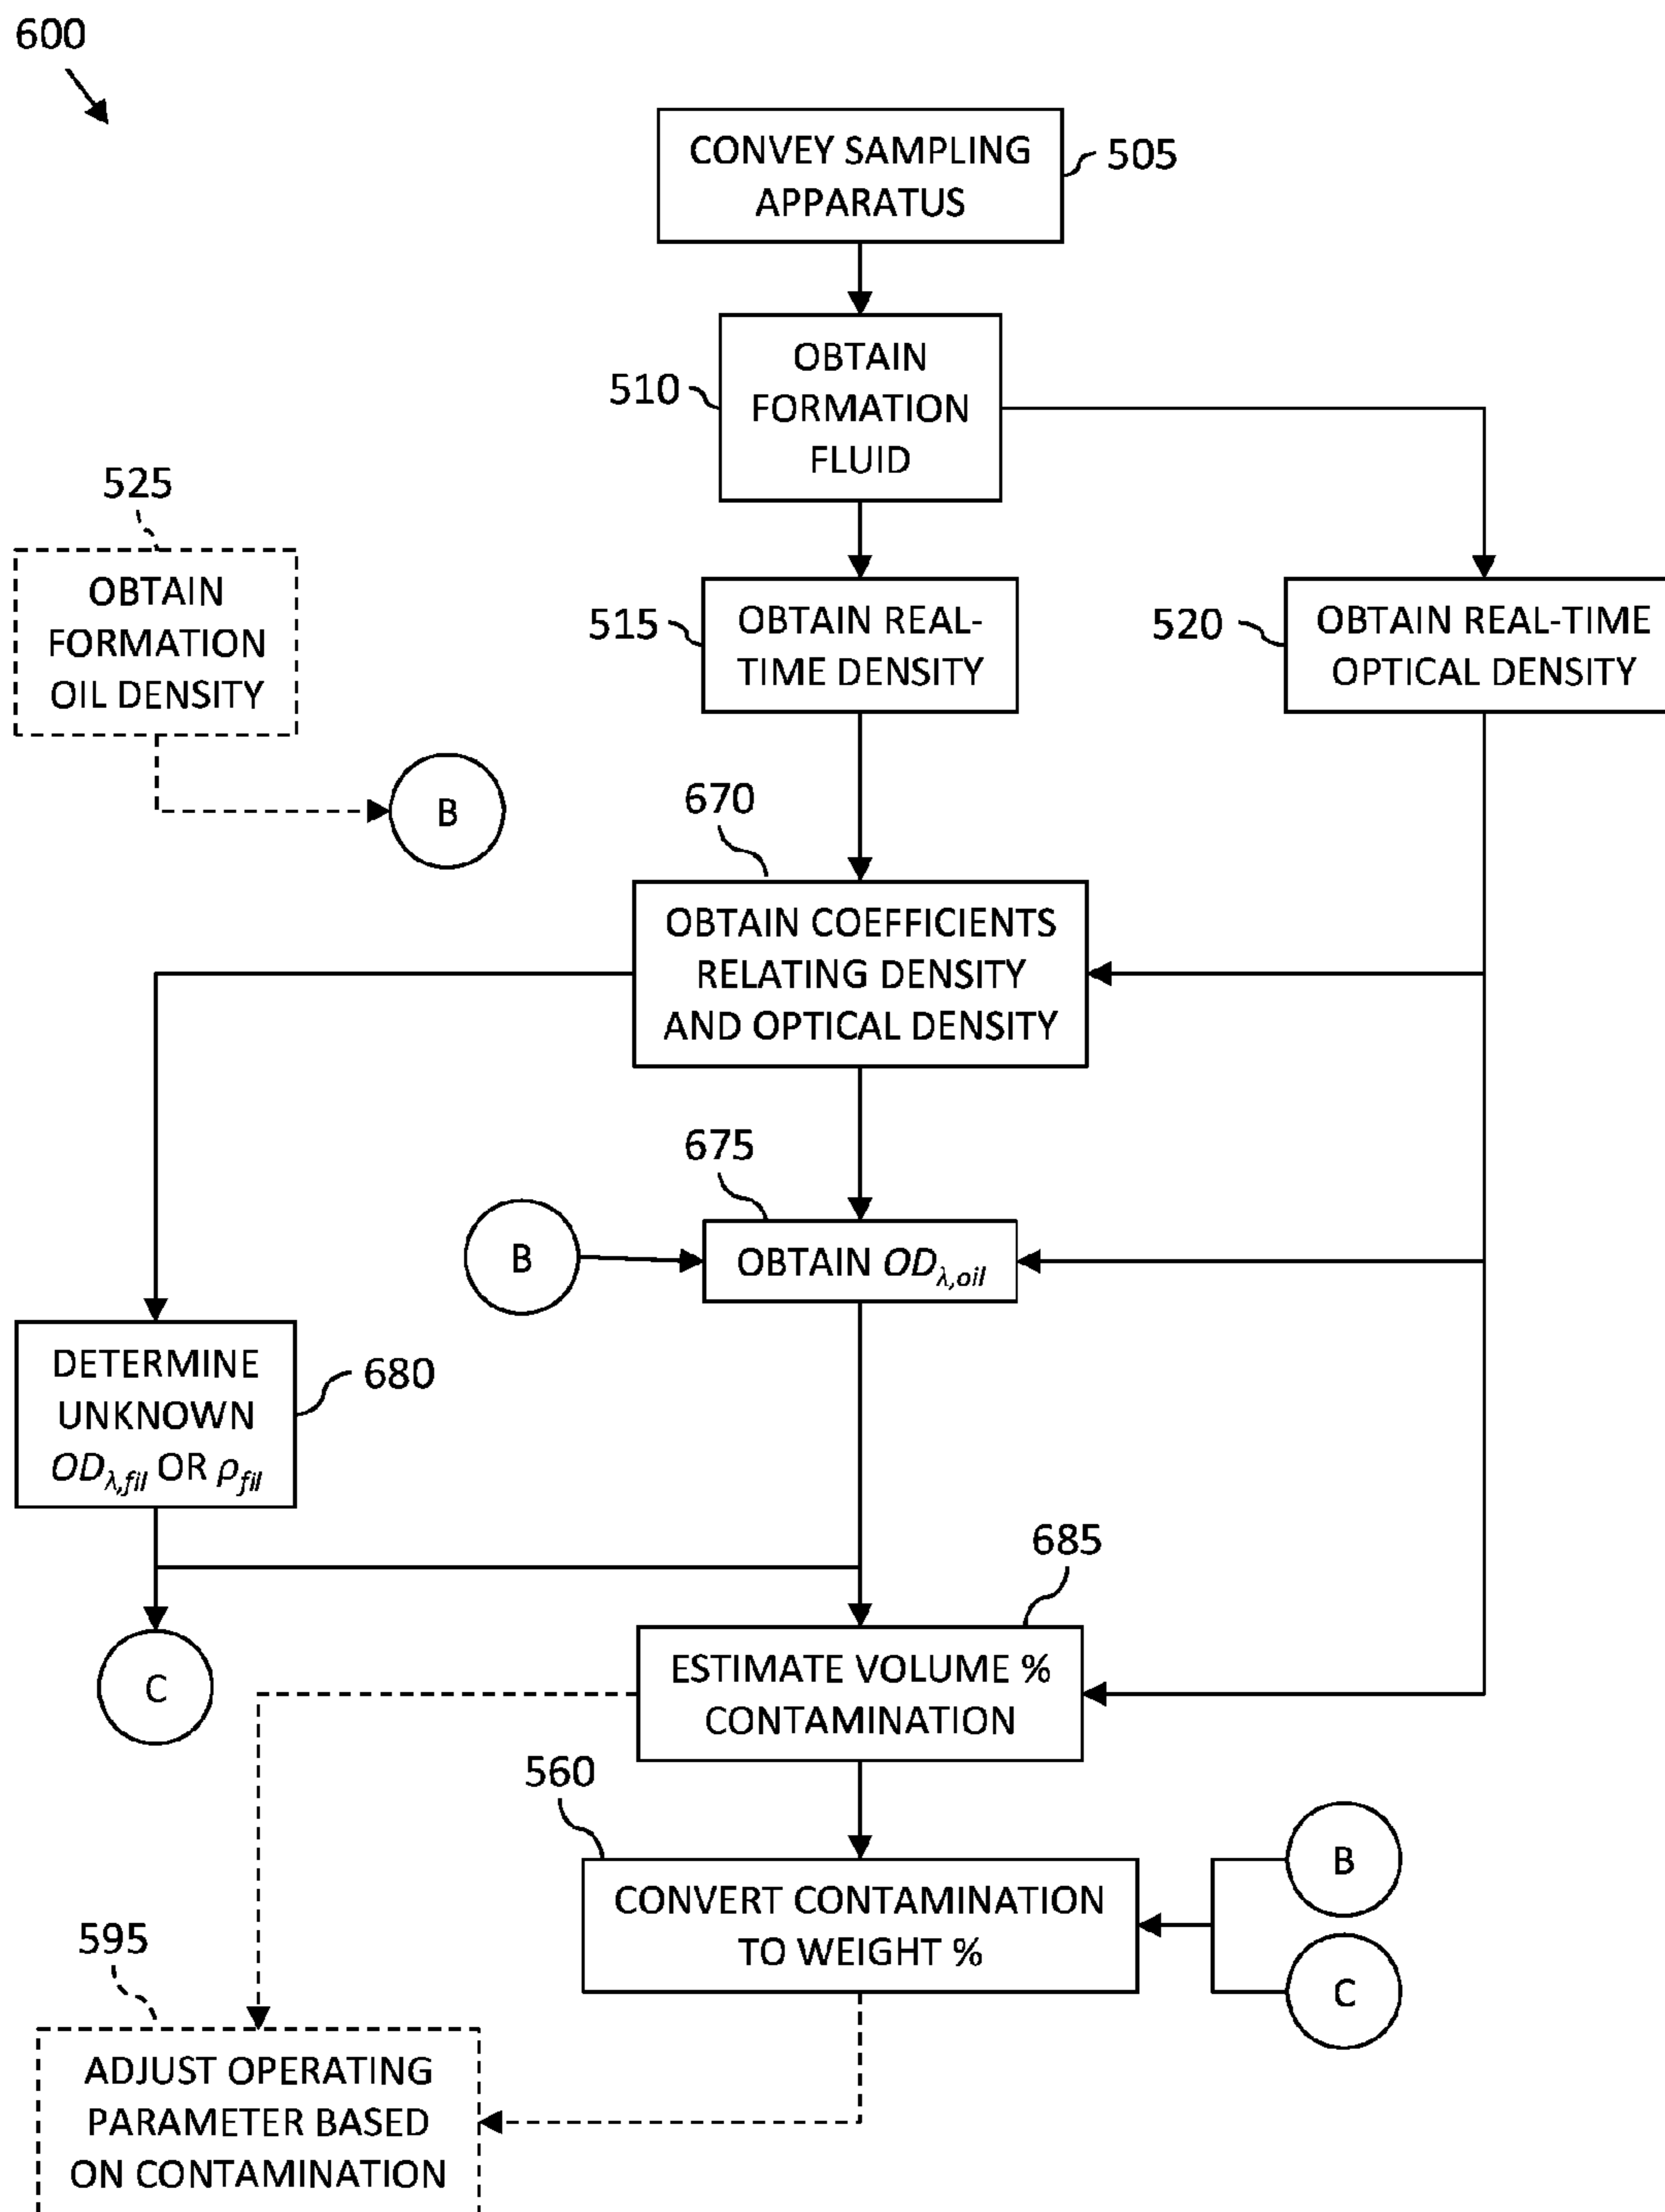 600
CONVEY SAMPLING
APPARATUS
505
OBTAIN
FORMATION
FLUID
510
525
OBTAIN
FORMATION
OIL DENSITY
515
OBTAIN REAL-
TIME DENSITY
520
OBTAIN REAL-TIME
OPTICAL DENSITY
B
670
OBTAIN COEFFICIENTS
RELATING DENSITY
AND OPTICAL DENSITY
675
B
OBTAIN ODλ,oil
DETERMINE
UNKNOWN
ODλ,fil OR ρfil
680
685
C
ESTIMATE VOLUME %
CONTAMINATION
560
CONVERT CONTAMINATION
TO WEIGHT %
B
C
595
ADJUST OPERATING
PARAMETER BASED
ON CONTAMINATION